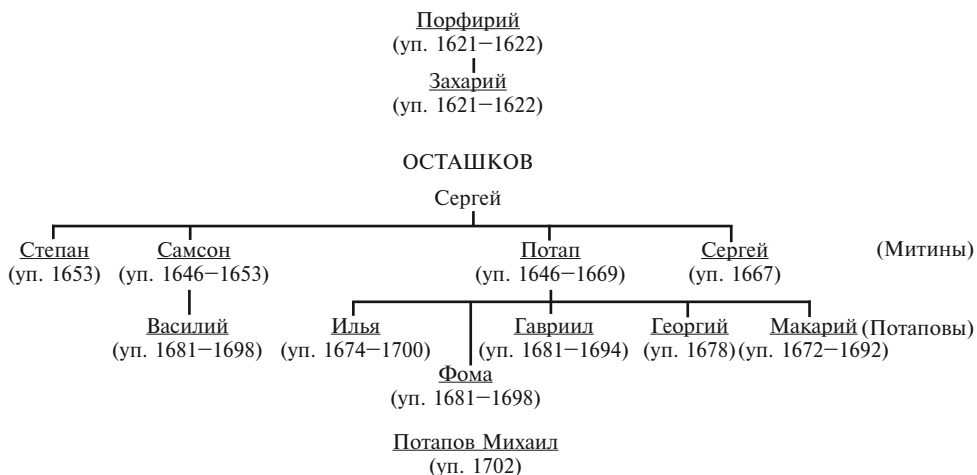 Порфирий
(уп. 1621–1622)
Захарий
(уп. 1621–1622)
ОСТАШКОВ
Сергей
Степан Самсон Потап Сергей (Митины)
(уп. 1653) (уп. 1646–1653) (уп. 1646–1669) (уп. 1667)
Василий Илья Гавриил Георгий Макарий (Потаповы)
(уп. 1681–1698) (уп. 1674–1700) (уп. 1681–1694) (уп. 1678) (уп. 1672–1692)
Фома
(уп. 1681–1698)
Потапов Михаил
(уп. 1702)